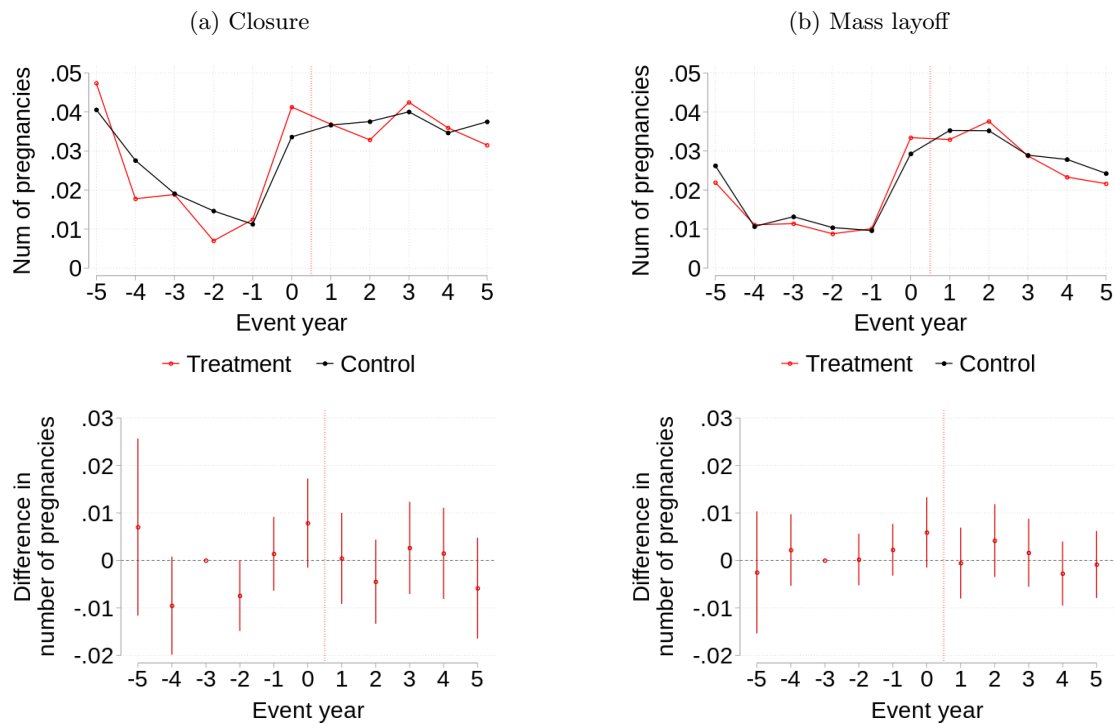 (a) Closure
(b) Mass layoff
Num of pregnancies
.05
.04
.03
.02
.01
0
-5 -4 -3 -2 -1 0 1 2 3 4 5
Event year
Treatment Control
Num of pregnancies
.05
.04
.03
.02
.01
0
-5 -4 -3 -2 -1 0 1 2 3 4 5
Event year
Treatment Control
Difference in
number of pregnancies
.03
.02
.01
0
-.01
-.02
-5 -4 -3 -2 -1 0 1 2 3 4 5
Event year
Difference in
number of pregnancies
.03
.02
.01
0
-.01
-.02
-5 -4 -3 -2 -1 0 1 2 3 4 5
Event year